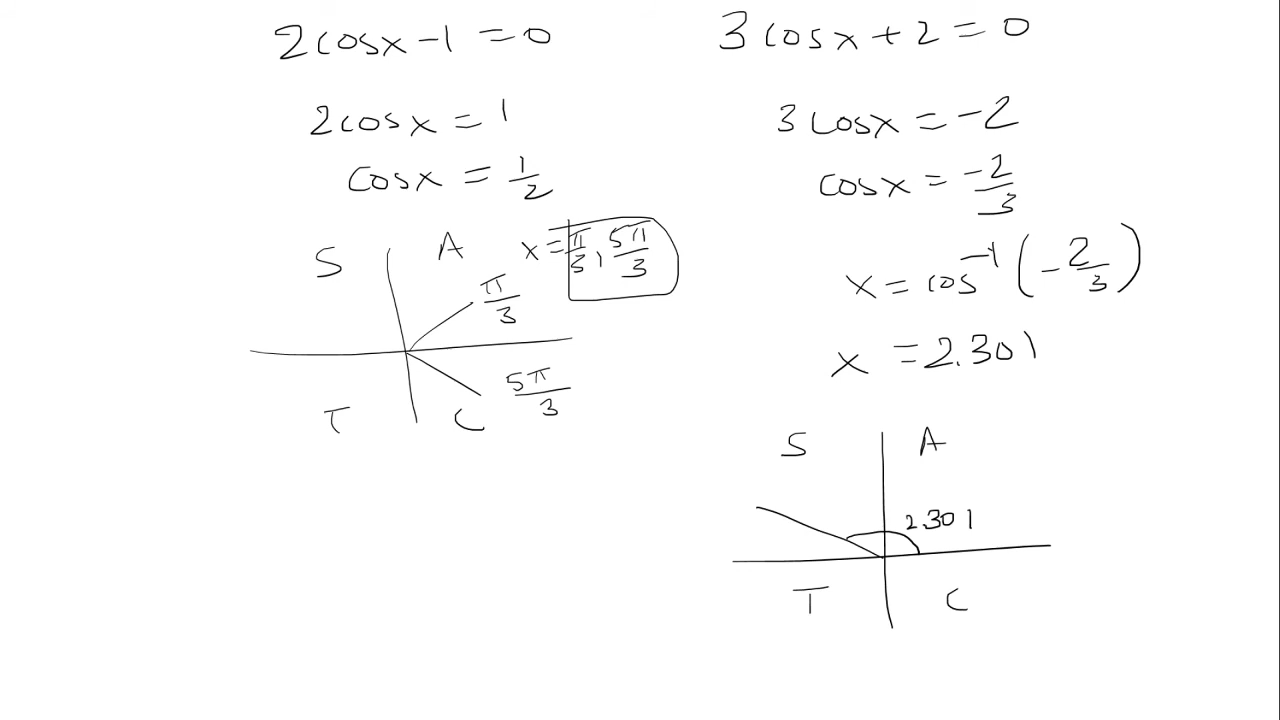 2cosx-1=0
2cosx=1
cosx=1/2
S A x=π/3, 5π/3
π/3
5π/3
T C
3cosx+2=0
3cosx=-2
cosx=-2/3
x=cos⁻¹(-2/3)
x=2.301
S A
2.301
T C